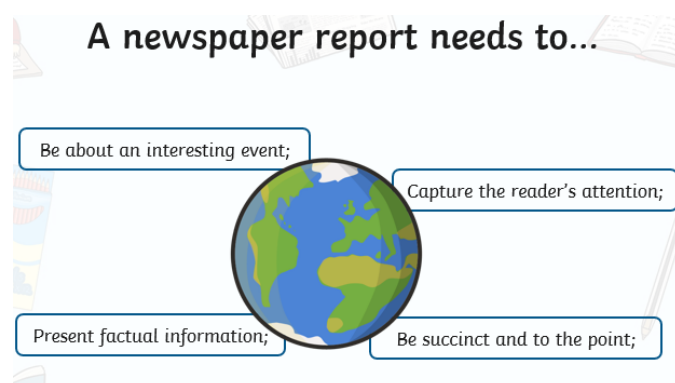 A newspaper report needs to...
Be about an interesting event;
Capture the reader's attention;
Present factual information;
Be succinct and to the point;